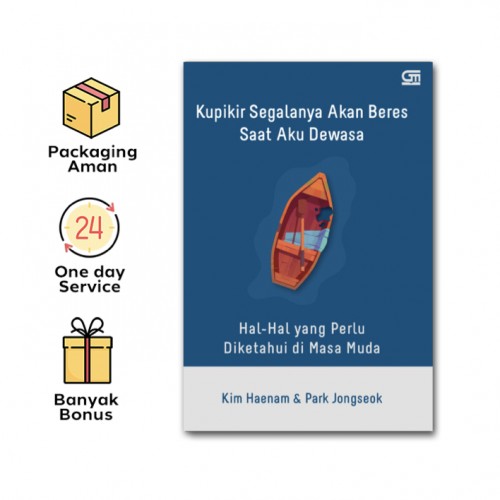 Packaging
Aman
24
One day
Service
Banyak
Bonus
Kupikir Segalanya Akan Beres
Saat Aku Dewasa
Hal-Hal yang Perlu
Diketahui di Masa Muda
Kim Haenam & Park Jongseok